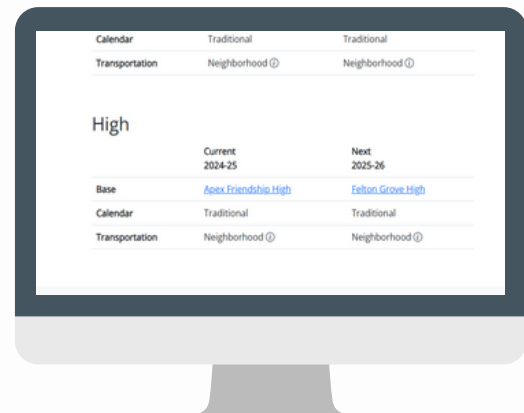 Calendar Traditional Traditional
Transportation Neighborhood ⓘ Neighborhood ⓘ
High
Current Next
2024-25 2025-26
Base Apex Friendship High Felton Grove High
Calendar Traditional Traditional
Transportation Neighborhood ⓘ Neighborhood ⓘ